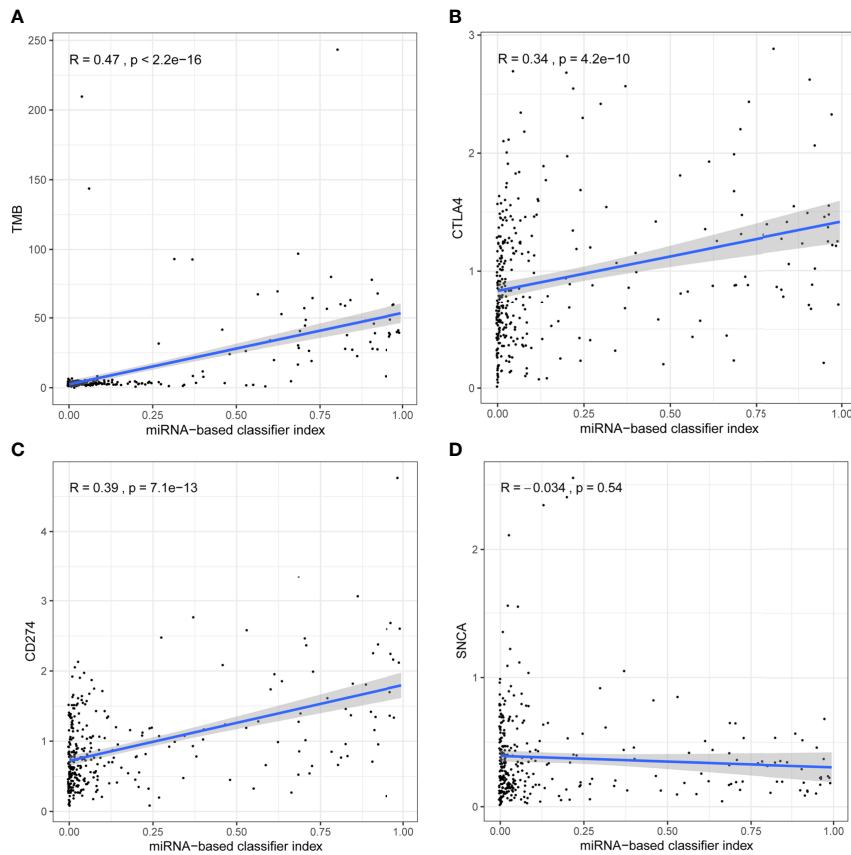 A
R = 0.47 , p < 2.2e−16
TMB
250
200
150
100
50
0
0.00 0.25 0.50 0.75 1.00
miRNA−based classifier index
B
R = 0.34 , p = 4.2e−10
CTLA4
3
2
1
0
0.00 0.25 0.50 0.75 1.00
miRNA−based classifier index
C
R = 0.39 , p = 7.1e−13
CD274
4
3
2
1
0
0.00 0.25 0.50 0.75 1.00
miRNA−based classifier index
D
R = −0.034 , p = 0.54
SNCA
2
1
0
0.00 0.25 0.50 0.75 1.00
miRNA−based classifier index